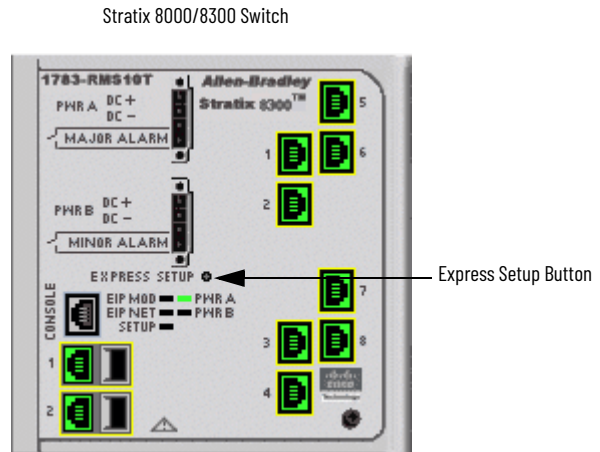 Stratix 8000/8300 Switch
1783-RMS10T
Allen-Bradley
Stratix 8300™
PWR A DC +
DC -
MAJOR ALARM
PWR B DC +
DC -
MINOR ALARM
EXPRESS SETUP
Express Setup Button
CONSOLE
EIP MOD
PWR A
EIP NET
PWR B
SETUP
1
2
1
2
3
4
5
6
7
8
CISCO
Technology